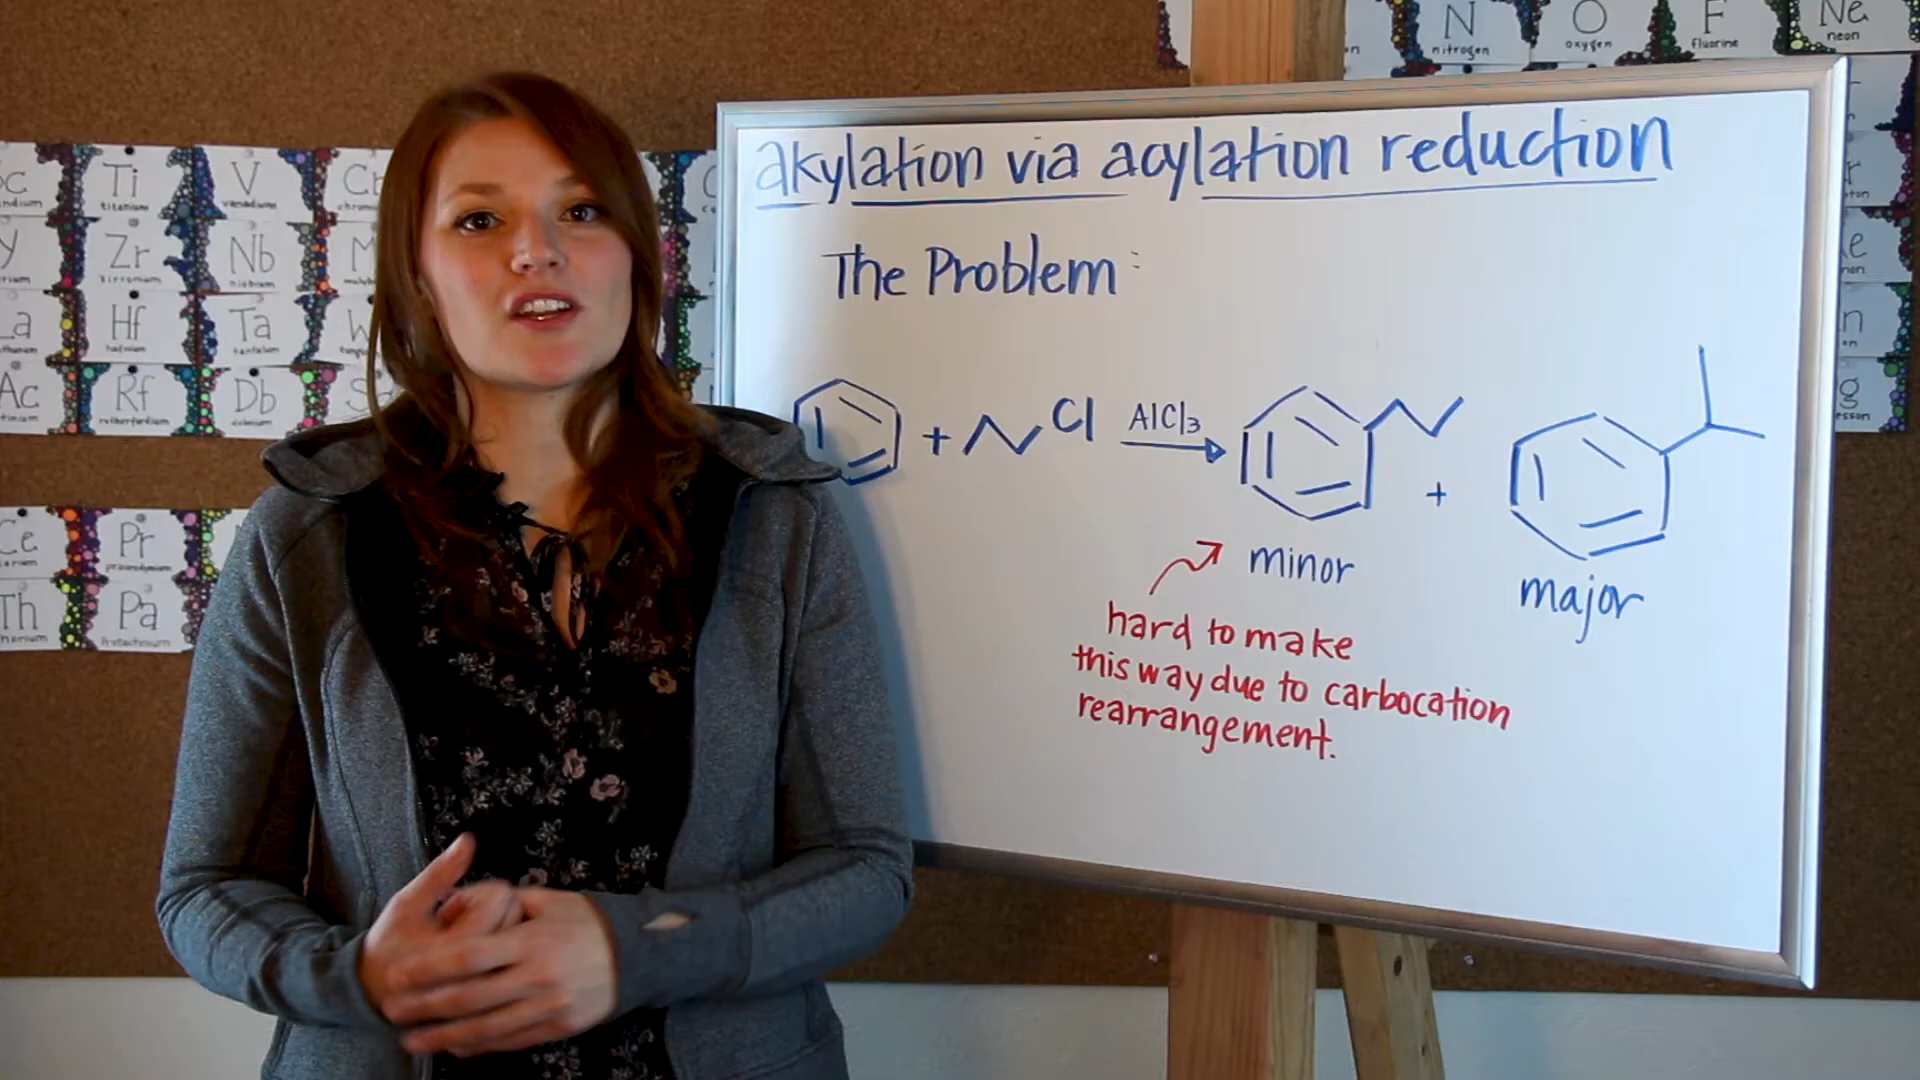 akylation via acylation reduction
The Problem:
+ Cl AlCl3 +
minor
major
hard to make
this way due to carbocation
rearrangement.
N
nitrogen
O
oxygen
F
fluorine
Ne
neon
Ti
titanium
V
vanadium
Zr
zirconium
Nb
niobium
Hf
hafnium
Ta
tantalum
Ac
Rf
rutherfordium
Db
dubnium
Pr
praseodymium
Th
Pa
Protactinium